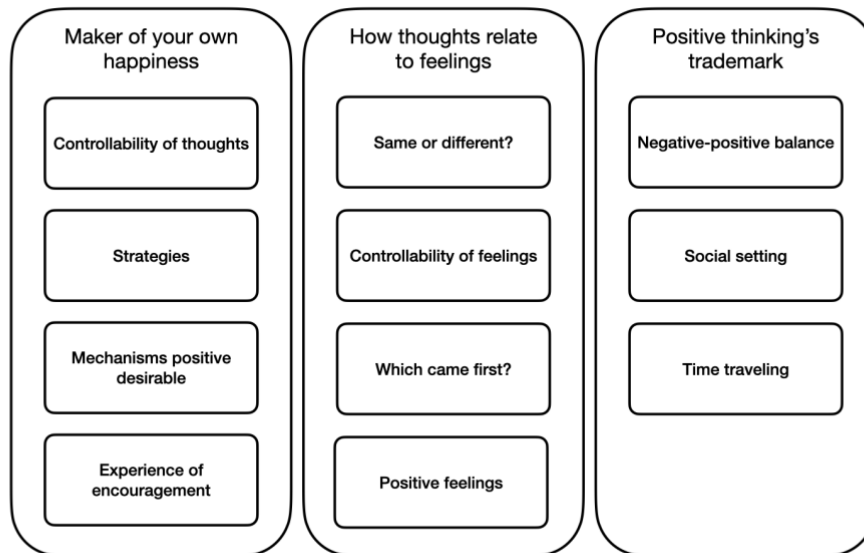 Maker of your own
happiness
Controllability of thoughts
Strategies
Mechanisms positive
desirable
Experience of
encouragement
How thoughts relate
to feelings
Same or different?
Controllability of feelings
Which came first?
Positive feelings
Positive thinking's
trademark
Negative-positive balance
Social setting
Time traveling